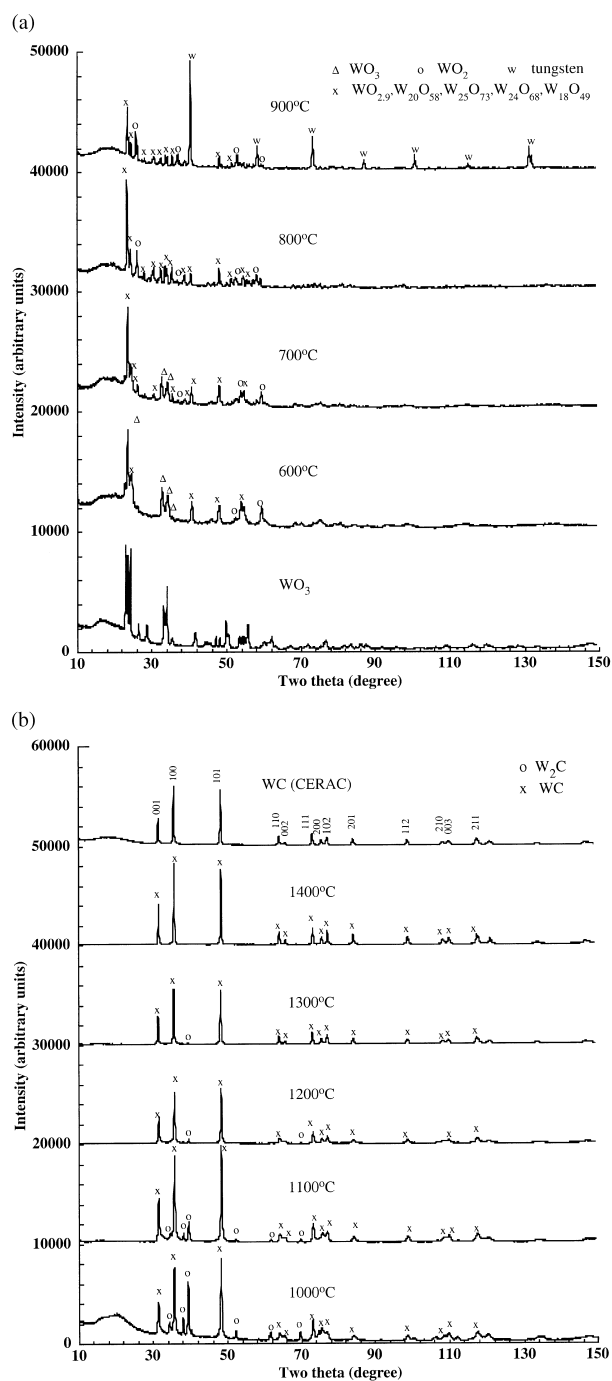 (a)
50000
Δ WO3 o WO2 w tungsten
x WO2.9,W20O58,W25O73,W24O68,W18O49
900°C
40000
800°C
30000
700°C
20000
600°C
10000
WO3
0
10 30 50 70 90 110 130 150
Two theta (degree)
Intensity (arbitrary units)
(b)
60000
WC (CERAC)
o W2C
x WC
001 100 101 110 002 111 200 102 201 112 210 003 211
50000
1400°C
40000
1300°C
30000
1200°C
20000
1100°C
10000
1000°C
0
10 30 50 70 90 110 130 150
Two theta (degree)
Intensity (arbitrary units)